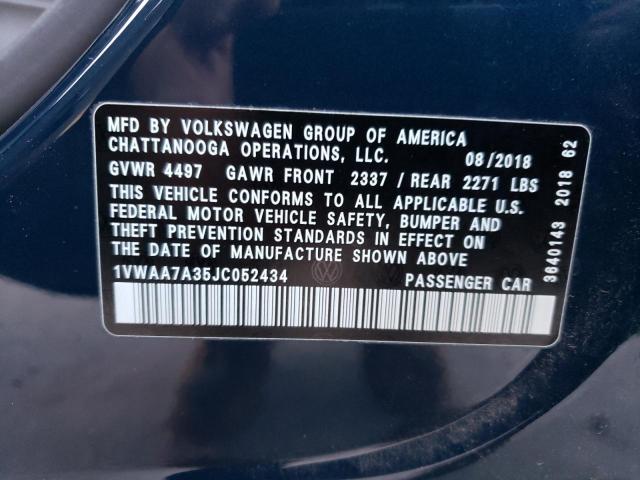 MFD BY VOLKSWAGEN GROUP OF AMERICA
CHATTANOOGA OPERATIONS, LLC. 08/2018
GVWR 4497 GAWR FRONT 2337 / REAR 2271 LBS
THIS VEHICLE CONFORMS TO ALL APPLICABLE U.S.
FEDERAL MOTOR VEHICLE SAFETY, BUMPER AND
THEFT PREVENTION STANDARDS IN EFFECT ON
THE DATE OF MANUFACTURE SHOWN ABOVE
1VWAA7A35JC052434 PASSENGER CAR
3640143 2018 62